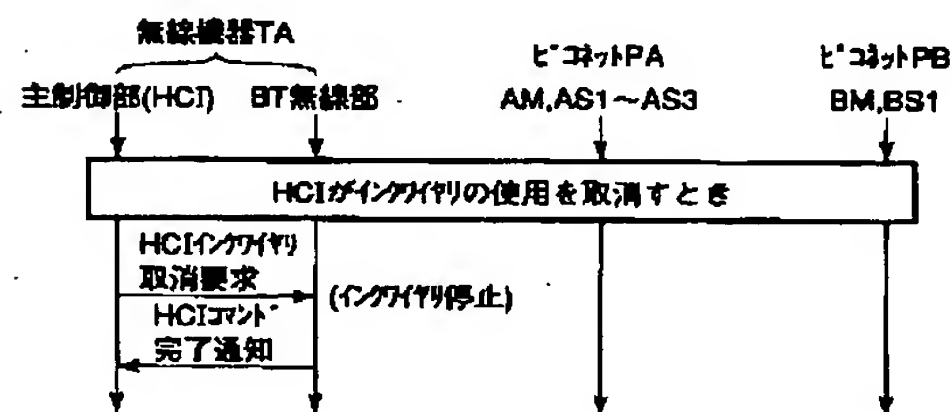 無線機器TA
ピコネットPA
ピコネットPB
主制御部(HCI)
BT無線部
AM,AS1～AS3
BM,BS1
HCIがインクワイヤリの使用を取消すとき
HCIインクワイヤリ
取消要求
(インクワイヤリ停止)
HCIコマンド
完了通知